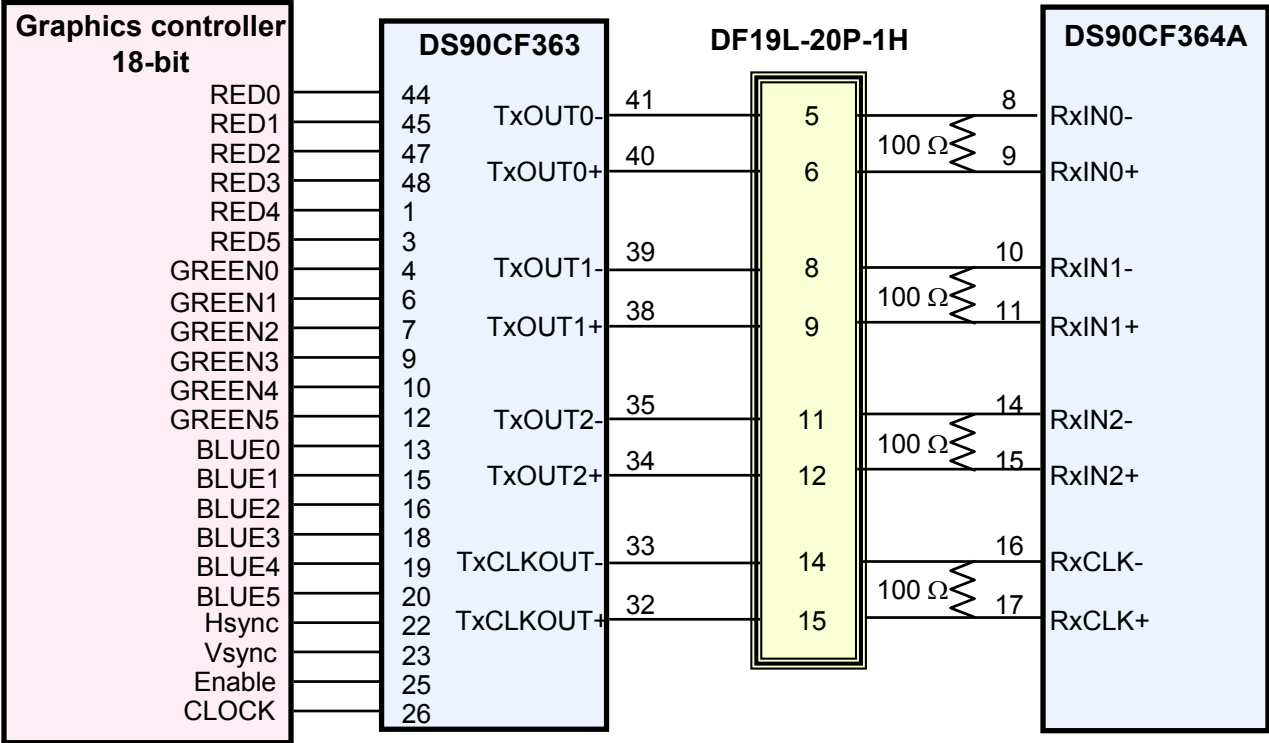 Graphics controller
18-bit
RED0
RED1
RED2
RED3
RED4
RED5
GREEN0
GREEN1
GREEN2
GREEN3
GREEN4
GREEN5
BLUE0
BLUE1
BLUE2
BLUE3
BLUE4
BLUE5
Hsync
Vsync
Enable
CLOCK
DS90CF363
44
45
47
48
1
3
4
6
7
9
10
12
13
15
16
18
19
20
22
23
25
26
TxOUT0-
TxOUT0+
TxOUT1-
TxOUT1+
TxOUT2-
TxOUT2+
TxCLKOUT-
TxCLKOUT+
41
40
39
38
35
34
33
32
DF19L-20P-1H
5
6
8
9
11
12
14
15
100 Ω
100 Ω
100 Ω
100 Ω
8
9
10
11
14
15
16
17
DS90CF364A
RxIN0-
RxIN0+
RxIN1-
RxIN1+
RxIN2-
RxIN2+
RxCLK-
RxCLK+